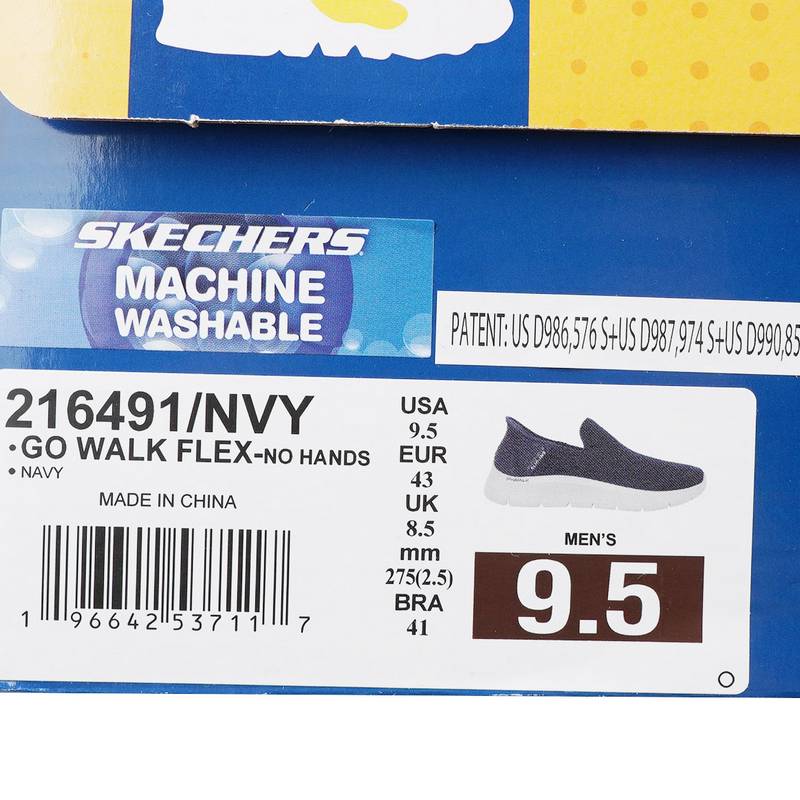 SKECHERS
MACHINE
WASHABLE
PATENT: US D986,576 S+US D987,974 S+US D990,85
216491/NVY
•GO WALK FLEX-NO HANDS
• NAVY
MADE IN CHINA
1 96642 53711 7
USA
9.5
EUR
43
UK
8.5
mm
275(2.5)
BRA
41
MEN'S
9.5